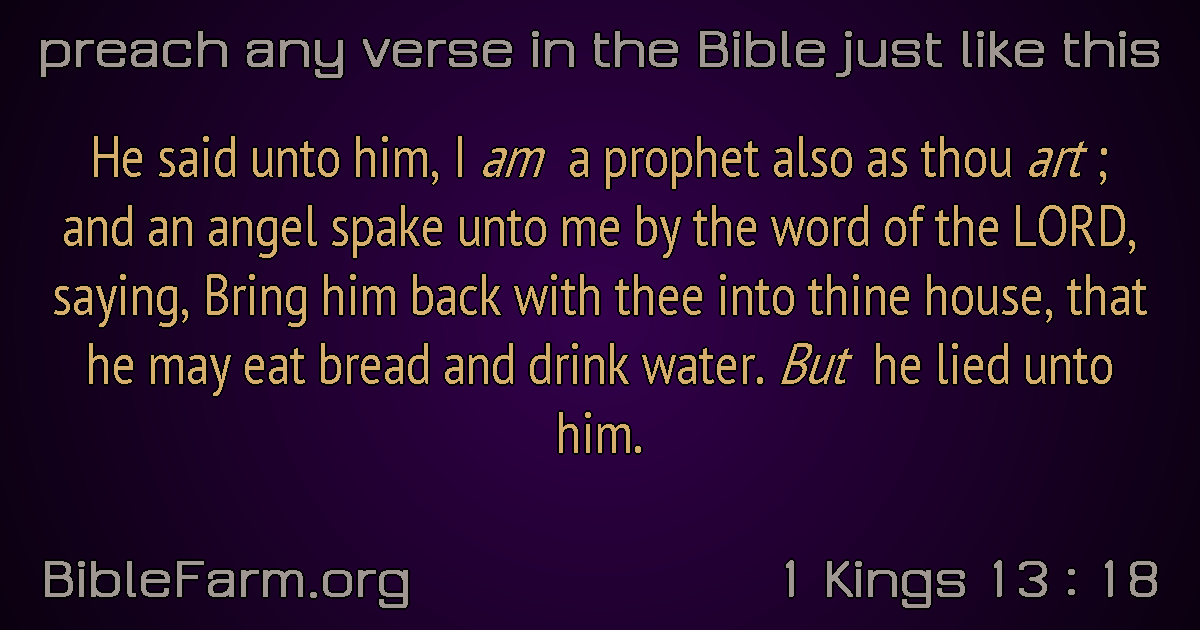 preach any verse in the Bible just like this
He said unto him, I am a prophet also as thou art ;
and an angel spake unto me by the word of the LORD,
saying, Bring him back with thee into thine house, that
he may eat bread and drink water. But he lied unto
him.
BibleFarm.org
1 Kings 13 : 18